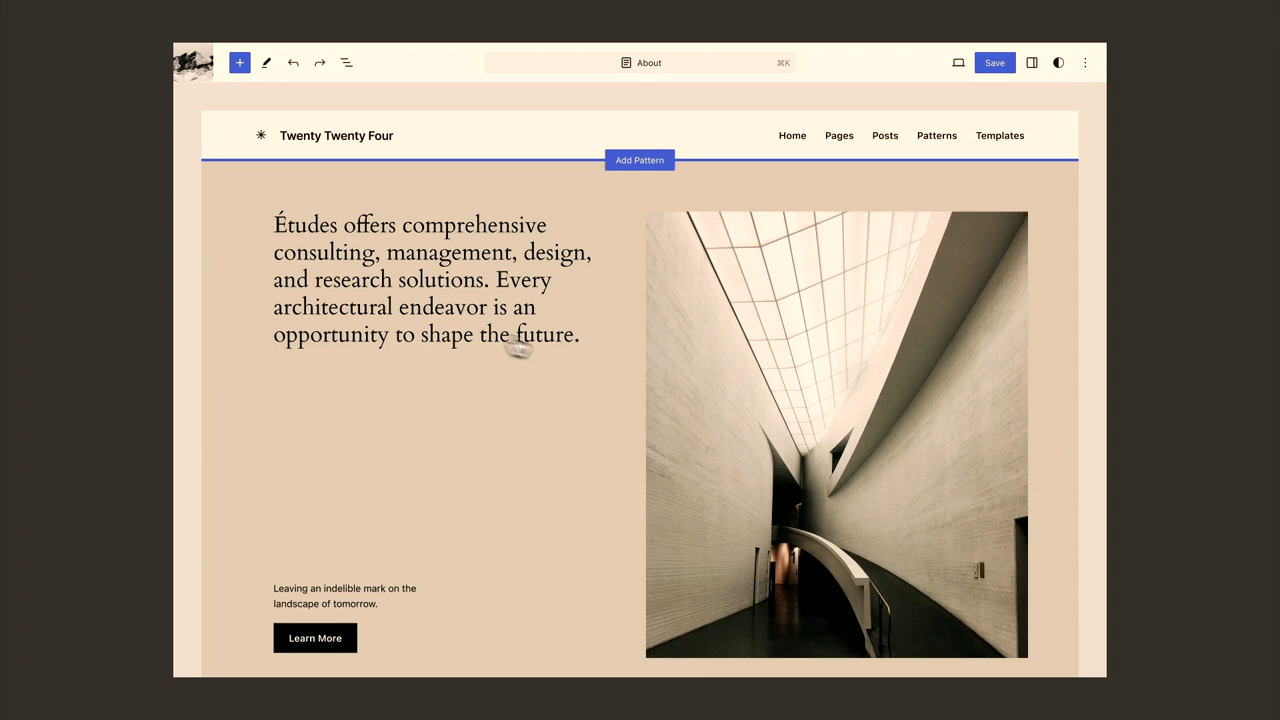 About
⌘K
Save
Twenty Twenty Four
Home
Pages
Posts
Patterns
Templates
Add Pattern
Études offers comprehensive
consulting, management, design,
and research solutions. Every
architectural endeavor is an
opportunity to shape the future.
Leaving an indelible mark on the
landscape of tomorrow.
Learn More